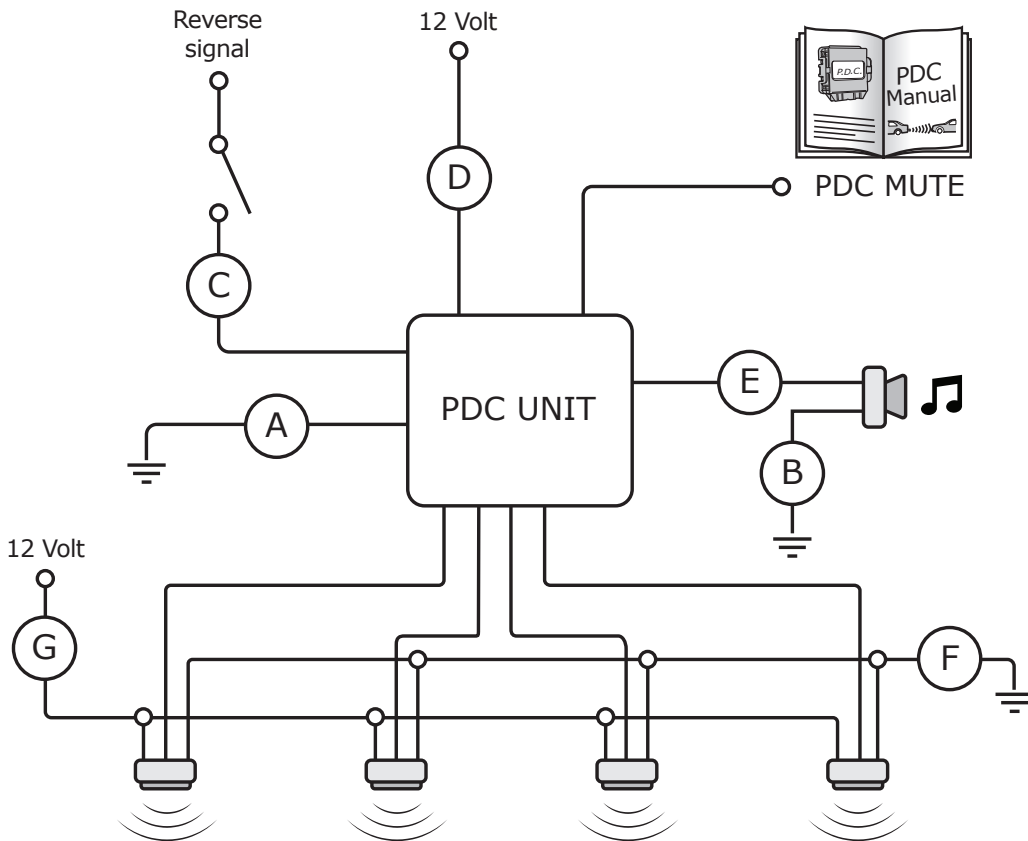 Reverse
signal
12 Volt
P.D.C.
PDC
Manual
D
PDC MUTE
C
E
PDC UNIT
A
B
12 Volt
G
F